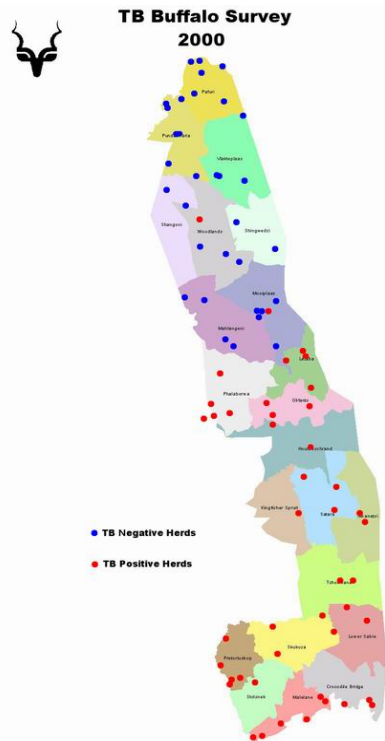 TB Buffalo Survey
2000
Pafuri
Punda Maria
Vlakteplaas
Shangoni
Woodlands
Shingwedzi
Mooiplaas
Mahlangeni
Letaba
Phalaborwa
Olifants
Houtboschrand
Kingfisher Spruit
Satara
TB Negative Herds
TB Positive Herds
Tshokwane
Skukuza
Lower Sabie
Pretoriuskop
Stolsnek
Malelane
Crocodile Bridge